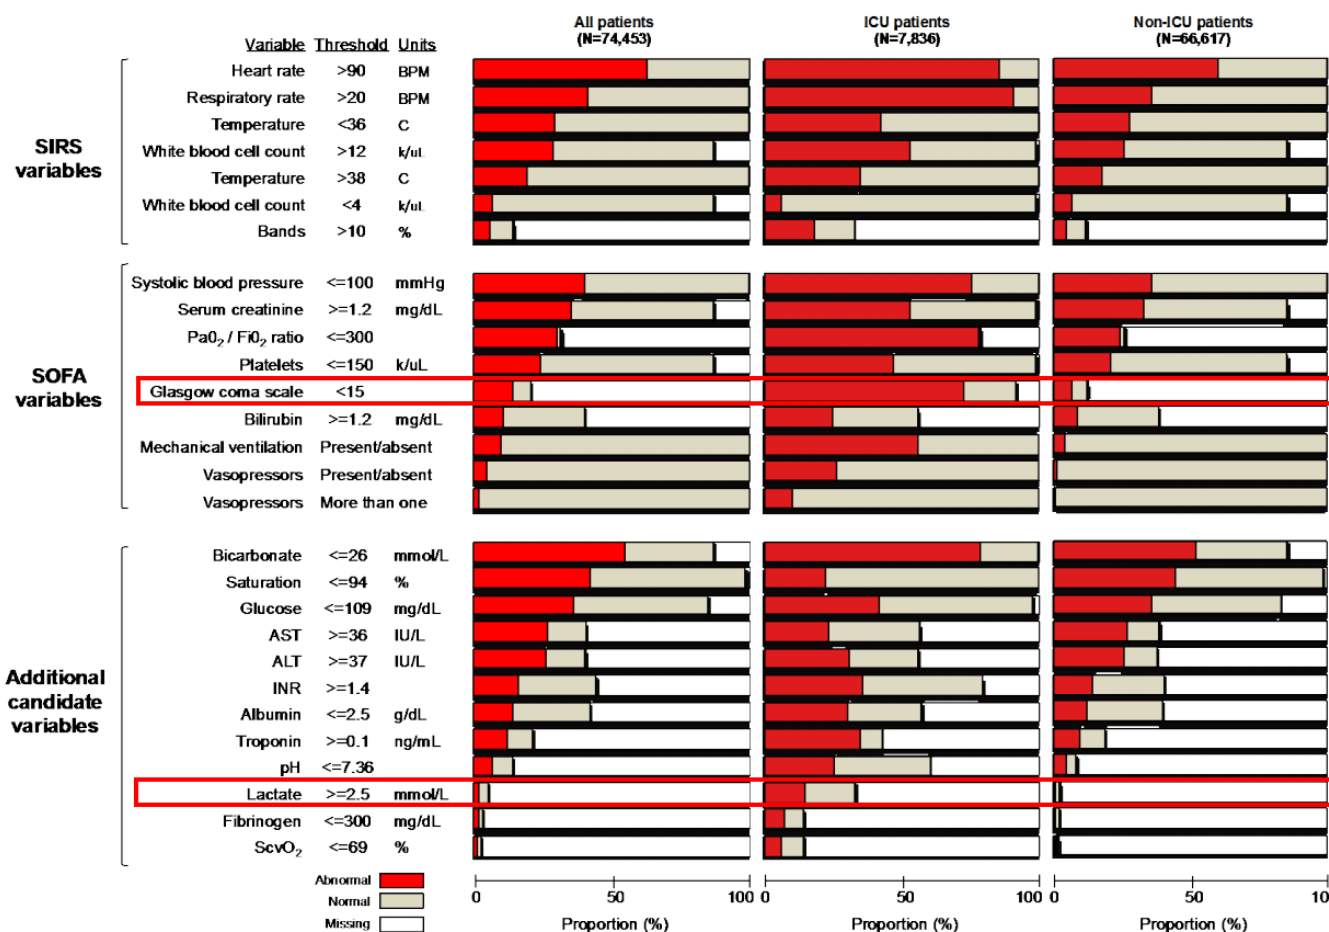 All patients ICU patients Non-ICU patients
(N=74,453) (N=7,836) (N=66,617)
Variable Threshold Units
SIRS variables
Heart rate >90 BPM
Respiratory rate >20 BPM
Temperature <36 C
White blood cell count >12 k/uL
Temperature >38 C
White blood cell count <4 k/uL
Bands >10 %
SOFA variables
Systolic blood pressure <=100 mmHg
Serum creatinine >=1.2 mg/dL
Pa0₂ / Fi0₂ ratio <=300
Platelets <=150 k/uL
Glasgow coma scale <15
Bilirubin >=1.2 mg/dL
Mechanical ventilation Present/absent
Vasopressors Present/absent
Vasopressors More than one
Additional candidate variables
Bicarbonate <=26 mmol/L
Saturation <=94 %
Glucose <=109 mg/dL
AST >=36 IU/L
ALT >=37 IU/L
INR >=1.4
Albumin <=2.5 g/dL
Troponin >=0.1 ng/mL
pH <=7.36
Lactate >=2.5 mmol/L
Fibrinogen <=300 mg/dL
ScvO₂ <=69 %
Abnormal
Normal
Missing
0 50 100 0 50 100 0 50 10
Proportion (%) Proportion (%) Proportion (%)